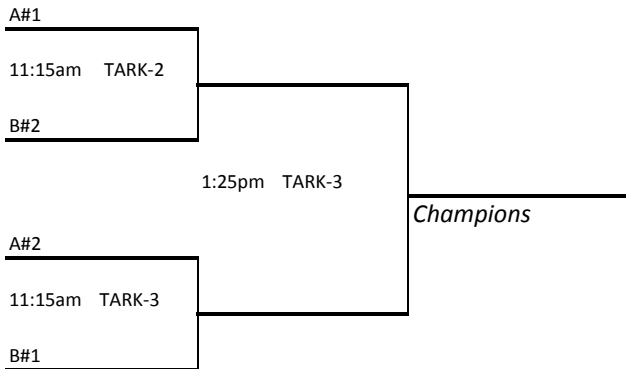 A#1
11:15am TARK-2
B#2
1:25pm TARK-3
Champions
A#2
11:15am TARK-3
B#1